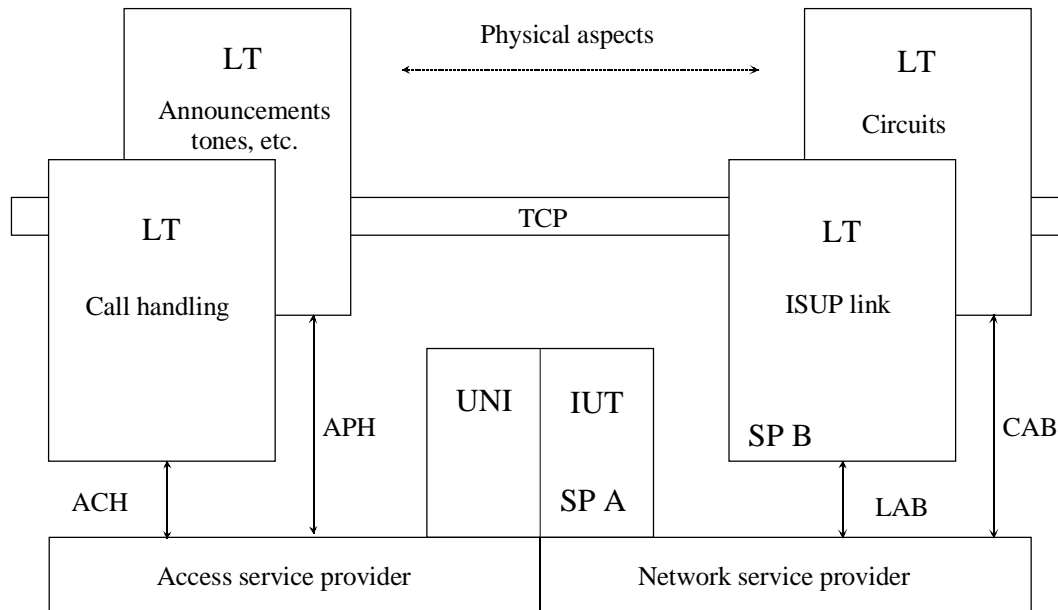 Physical aspects
LT
Announcements
tones, etc.
LT
Circuits
TCP
LT
Call handling
LT
ISUP link
SP B
UNI
IUT
SP A
APH
ACH
CAB
LAB
Access service provider
Network service provider